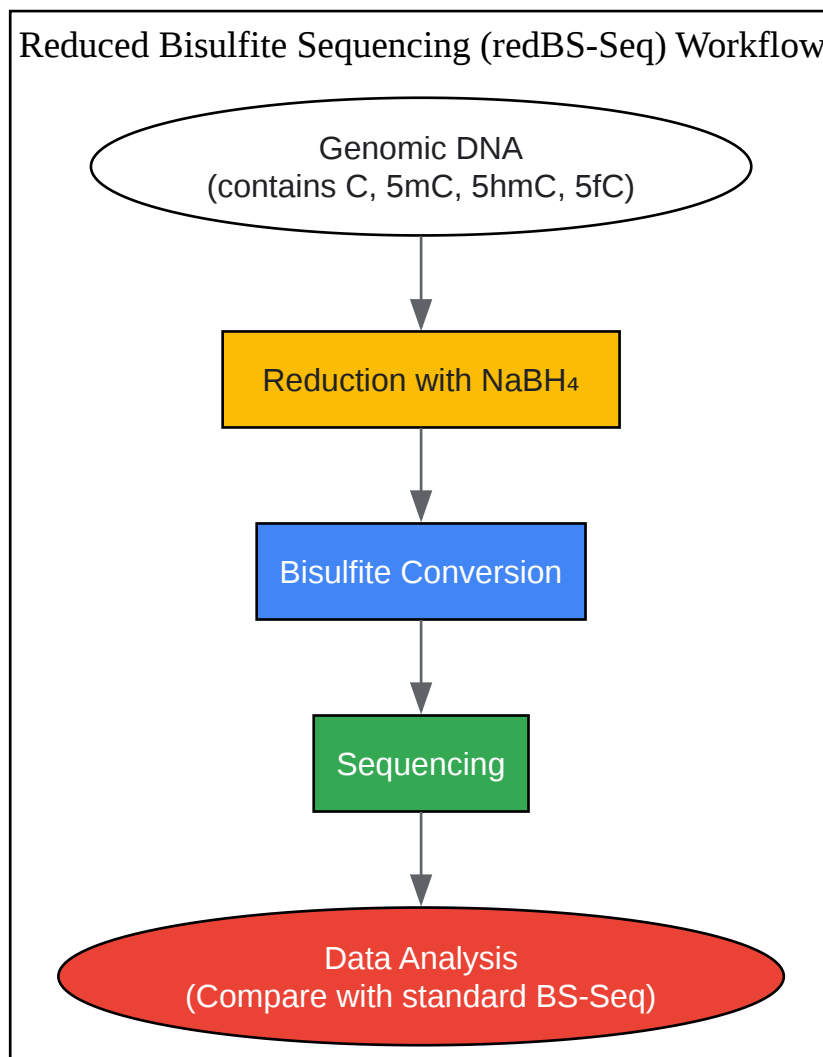 Reduced Bisulfite Sequencing (redBS-Seq) Workflow
Genomic DNA
(contains C, 5mC, 5hmC, 5fC)
Reduction with NaBH₄
Bisulfite Conversion
Sequencing
Data Analysis
(Compare with standard BS-Seq)